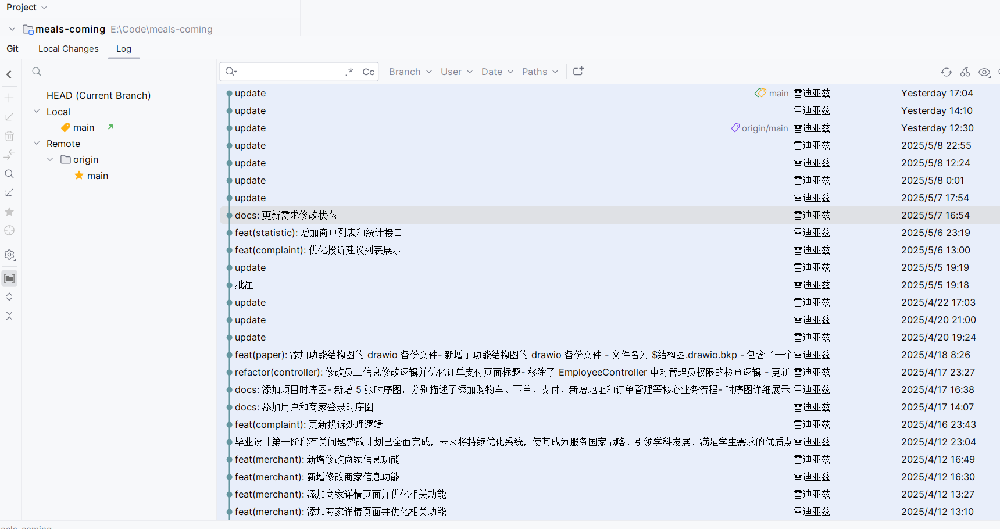 Project
meals-coming E:\Code\meals-coming
Git Local Changes Log
.* Cc Branch User Date Paths
HEAD (Current Branch)
Local
main
Remote
origin
main
update main 雷迪亚兹 Yesterday 17:04
update 雷迪亚兹 Yesterday 14:10
update origin/main 雷迪亚兹 Yesterday 12:30
update 雷迪亚兹 2025/5/8 22:55
update 雷迪亚兹 2025/5/8 12:24
update 雷迪亚兹 2025/5/8 0:01
update 雷迪亚兹 2025/5/7 17:54
docs: 更新需求修改状态 雷迪亚兹 2025/5/7 16:54
feat(statistic): 增加商户列表和统计接口 雷迪亚兹 2025/5/6 23:19
feat(complaint): 优化投诉建议列表展示 雷迪亚兹 2025/5/6 13:00
update 雷迪亚兹 2025/5/5 19:19
批注 雷迪亚兹 2025/5/5 19:18
update 雷迪亚兹 2025/4/22 17:03
update 雷迪亚兹 2025/4/20 21:00
update 雷迪亚兹 2025/4/20 19:24
feat(paper): 添加功能结构图的 drawio 备份文件- 新增了功能结构图的 drawio 备份文件 - 文件名为 $结构图.drawio.bkp - 包含了一个 雷迪亚兹 2025/4/18 8:26
refactor(controller): 修改员工信息修改逻辑并优化订单支付页面标题- 移除了 EmployeeController 中对管理员权限的检查逻辑 - 更新 雷迪亚兹 2025/4/17 23:27
docs: 添加项目时序图- 新增 5 张时序图，分别描述了添加购物车、下单、支付、新增地址和订单管理等核心业务流程- 时序图详细展示 雷迪亚兹 2025/4/17 16:38
docs: 添加用户和商家登录时序图 雷迪亚兹 2025/4/17 14:07
feat(complaint): 更新投诉处理逻辑 雷迪亚兹 2025/4/16 23:43
毕业设计第一阶段有关问题整改计划已全面完成，未来将持续优化系统，使其成为服务国家战略、引领学科发展、满足学生需求的优质点 雷迪亚兹 2025/4/12 23:04
feat(merchant): 新增修改商家信息功能 雷迪亚兹 2025/4/12 16:49
feat(merchant): 新增修改商家信息功能 雷迪亚兹 2025/4/12 16:30
feat(merchant): 添加商家详情页面并优化相关功能 雷迪亚兹 2025/4/12 13:27
feat(merchant): 添加商家详情页面并优化相关功能 雷迪亚兹 2025/4/12 13:10